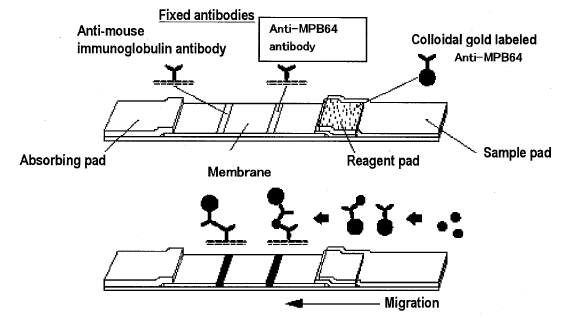 Fixed antibodies
Anti-mouse
immunoglobulin antibody
Anti-MPB64
antibody
Colloidal gold labeled
Anti-MPB64
Absorbing pad
Membrane
Reagent pad
Sample pad
Migration